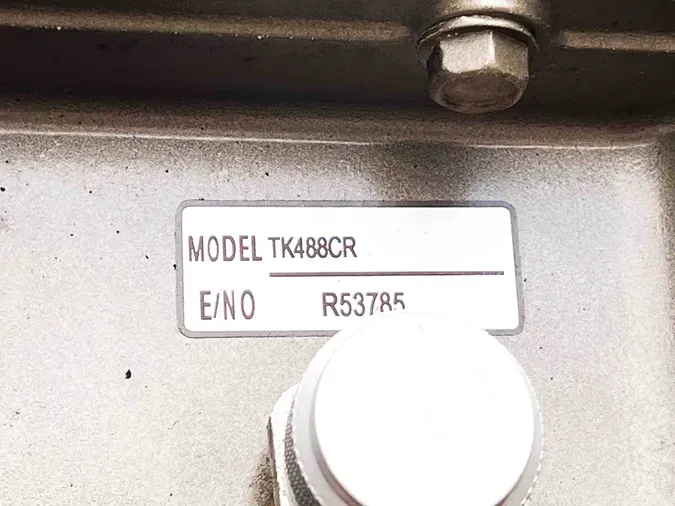 MODEL TK488CR
E/NO R53785